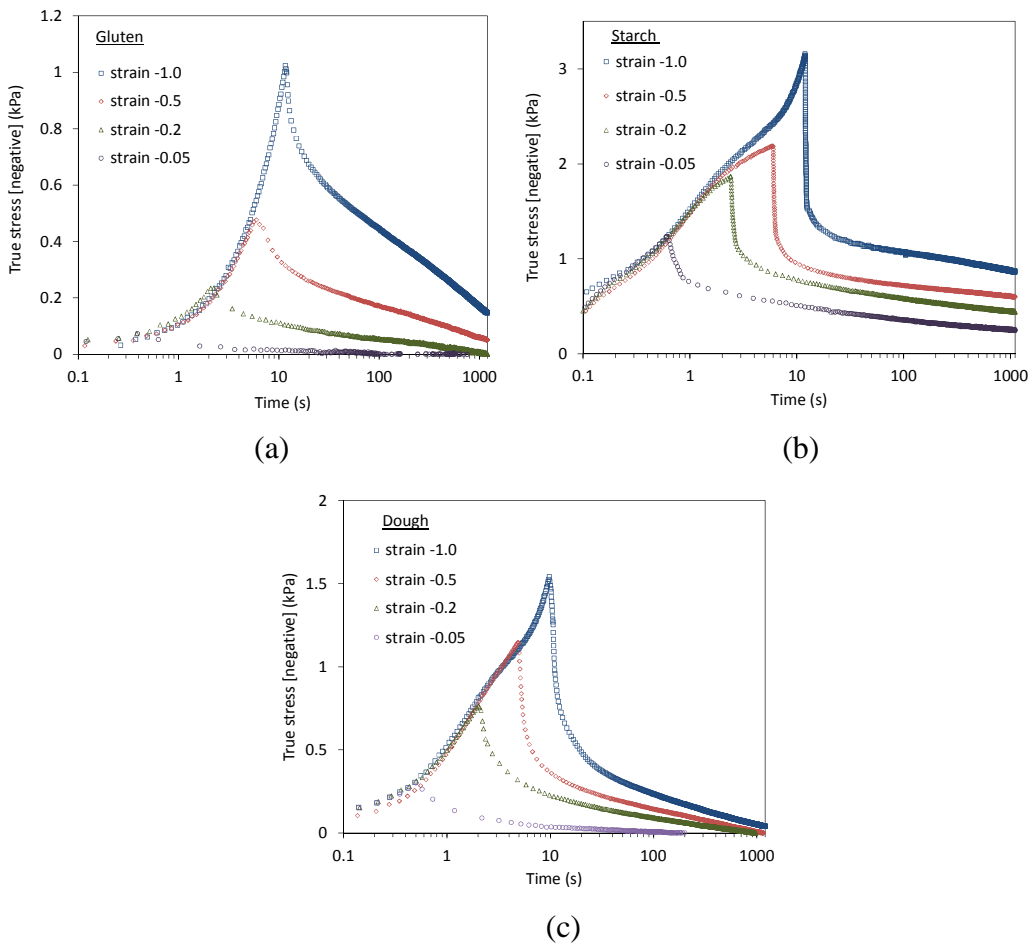 Gluten
strain -1.0
strain -0.5
strain -0.2
strain -0.05
True stress [negative] (kPa)
1.2
1
0.8
0.6
0.4
0.2
0
0.1 1 10 100 1000
Time (s)
(a)
Starch
strain -1.0
strain -0.5
strain -0.2
strain -0.05
True stress [negative] (kPa)
3
2
1
0
0.1 1 10 100 1000
Time (s)
(b)
Dough
strain -1.0
strain -0.5
strain -0.2
strain -0.05
True stress [negative] (kPa)
2
1.5
1
0.5
0
0.1 1 10 100 1000
Time (s)
(c)